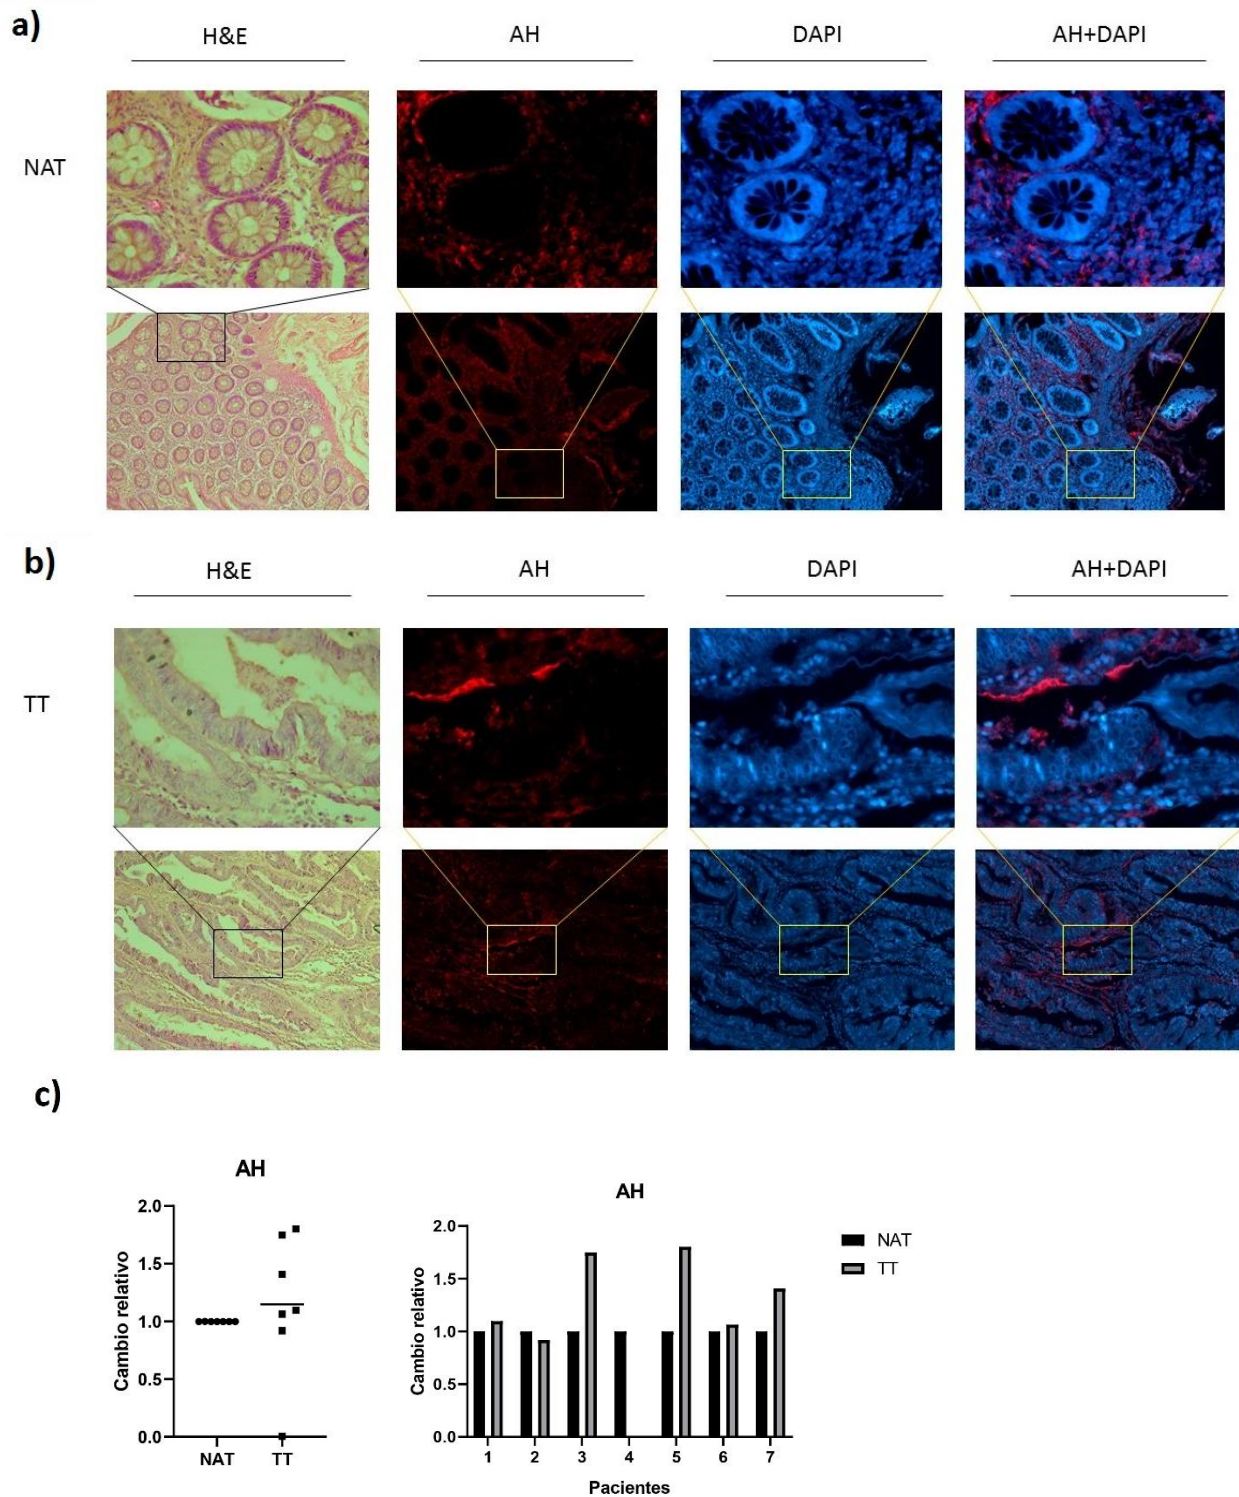 a)
H&E AH DAPI AH+DAPI
NAT
b)
H&E AH DAPI AH+DAPI
TT
c)
AH
Cambio relativo
2.0
1.5
1.0
0.5
0.0
NAT TT
AH
Cambio relativo
2.0
1.5
1.0
0.5
0.0
1 2 3 4 5 6 7
Pacientes
NAT
TT